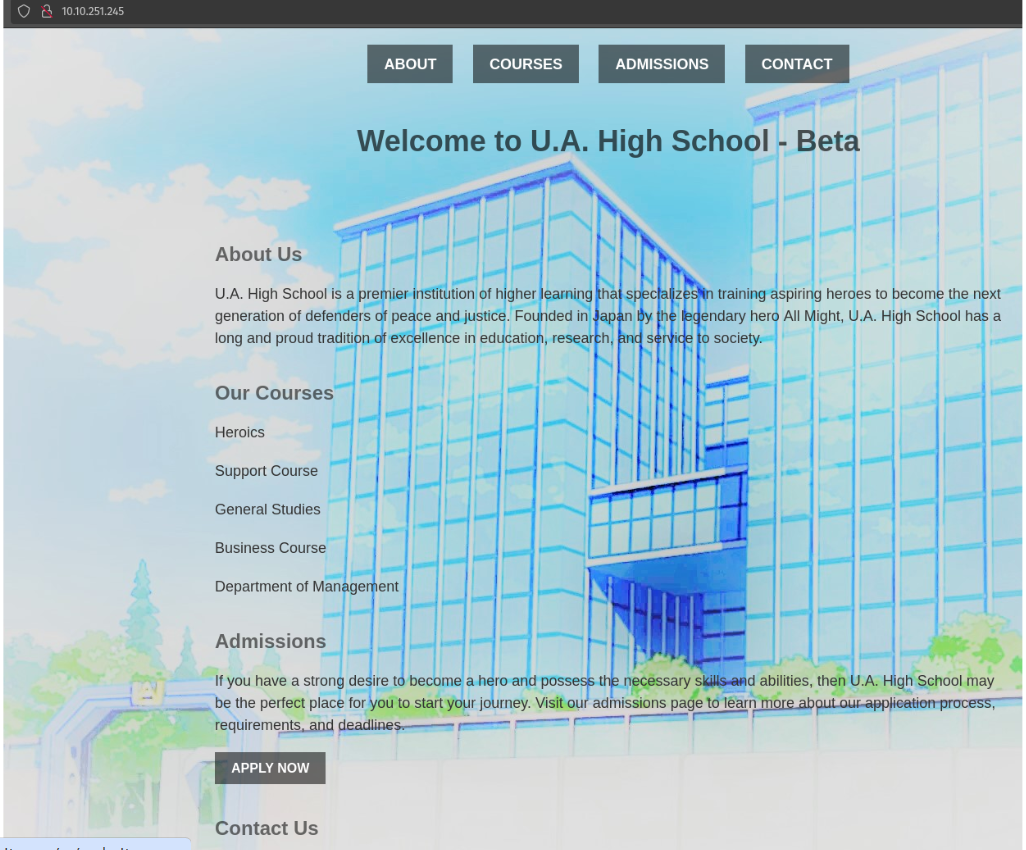 10.10.251.245
ABOUT
COURSES
ADMISSIONS
CONTACT
Welcome to U.A. High School - Beta
About Us
U.A. High School is a premier institution of higher learning that specializes in training aspiring heroes to become the next
generation of defenders of peace and justice. Founded in Japan by the legendary hero All Might, U.A. High School has a
long and proud tradition of excellence in education, research, and service to society.
Our Courses
Heroics
Support Course
General Studies
Business Course
Department of Management
Admissions
If you have a strong desire to become a hero and possess the necessary skills and abilities, then U.A. High School may
be the perfect place for you to start your journey. Visit our admissions page to learn more about our application process,
requirements, and deadlines.
APPLY NOW
Contact Us